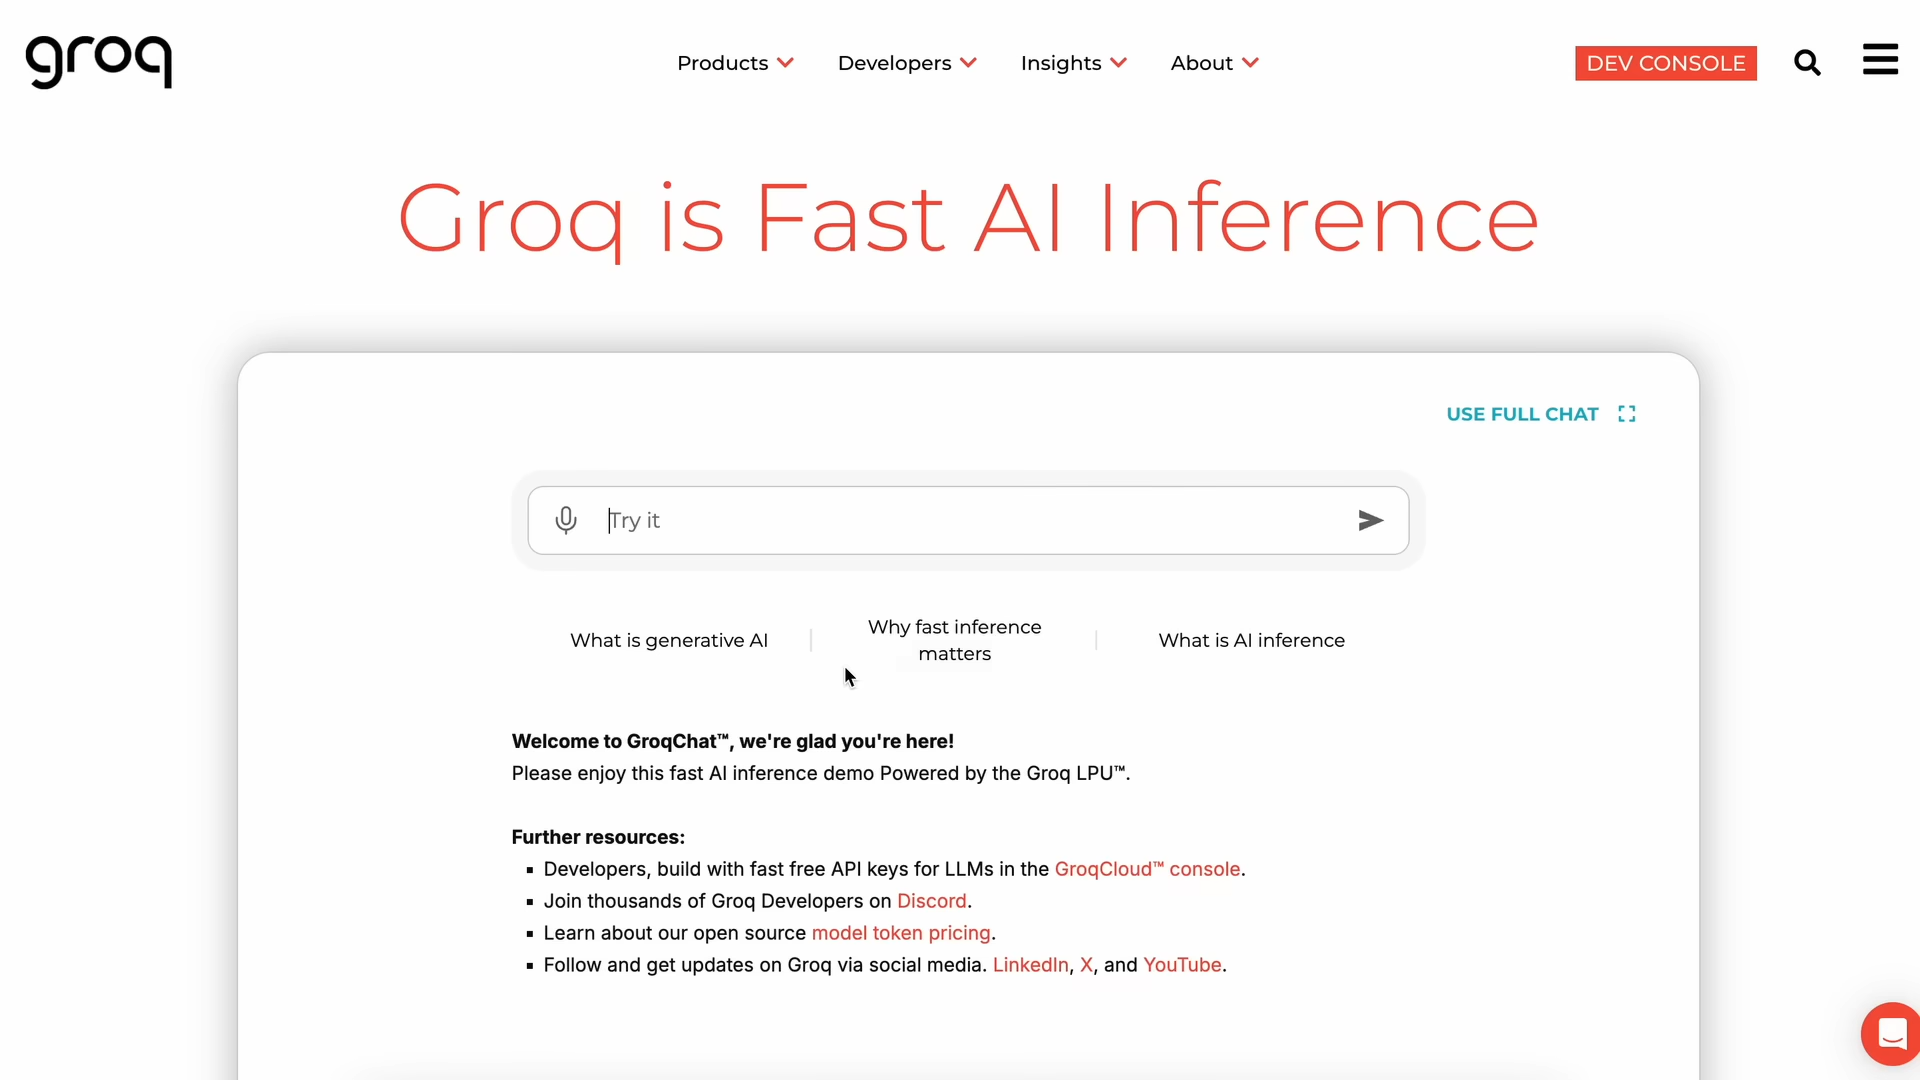 groq
Products Developers Insights About DEV CONSOLE
Groq is Fast AI Inference
USE FULL CHAT
Try it
What is generative AI
Why fast inference
matters
What is AI inference
Welcome to GroqChat™, we're glad you're here!
Please enjoy this fast AI inference demo Powered by the Groq LPU™.
Further resources:
▪ Developers, build with fast free API keys for LLMs in the GroqCloud™ console.
▪ Join thousands of Groq Developers on Discord.
▪ Learn about our open source model token pricing.
▪ Follow and get updates on Groq via social media. LinkedIn, X, and YouTube.